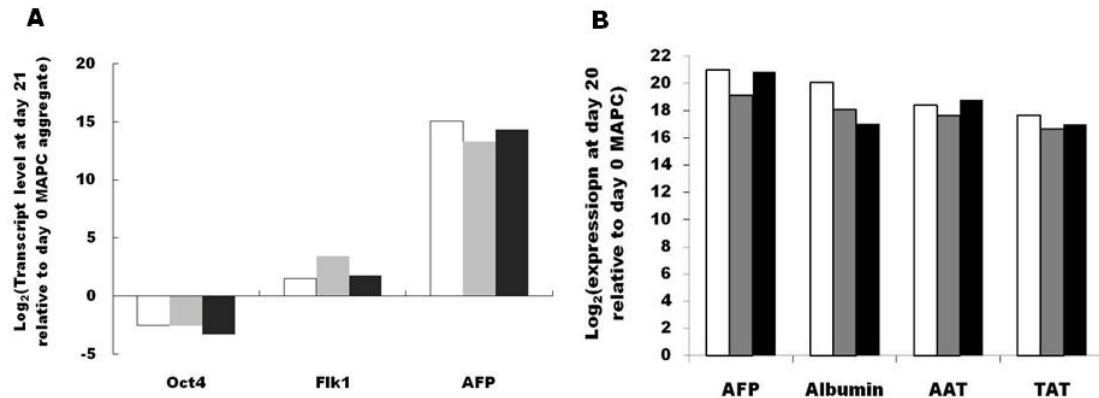 A
Log2(Transcript level at day 21
relative to day 0 MAPC aggregate)
20
15
10
5
0
-5
Oct4 Flk1 AFP
B
Log2(expressiopn at day 20
relative to day 0 MAPC)
22
20
18
16
14
12
10
8
6
4
2
0
AFP Albumin AAT TAT